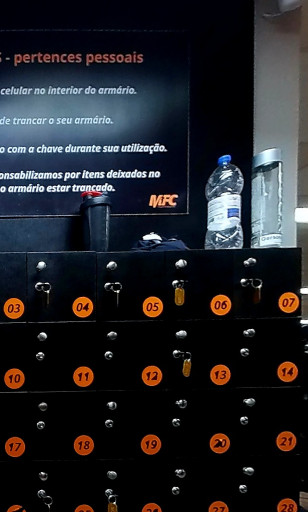 - pertences pessoais
celular no interior do armário.
de trancar o seu armário.
o com a chave durante sua utilização.
onsabilizamos por itens deixados no
o armário estar trancado.
MFC
03 04 05 06 07
10 11 12 13 14
17 18 19 20 21
28